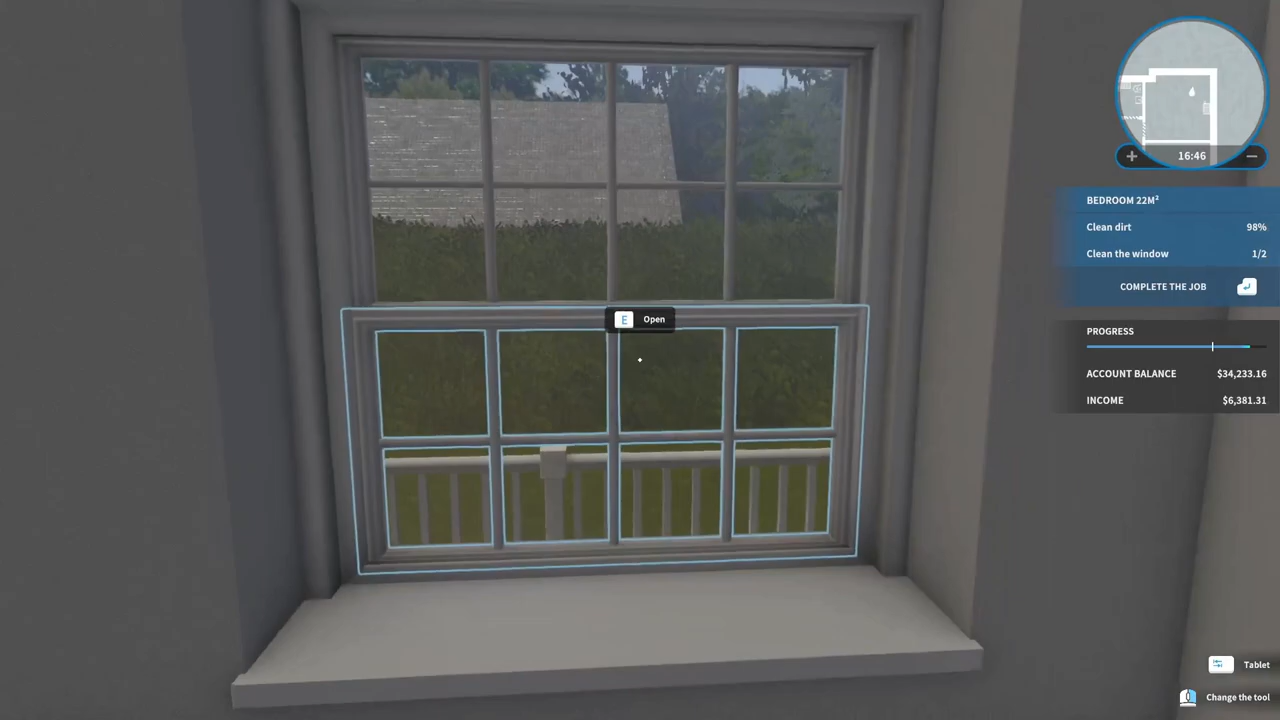 16:46
BEDROOM 22M²
Clean dirt 98%
Clean the window 1/2
COMPLETE THE JOB
E Open
PROGRESS
ACCOUNT BALANCE $34,233.16
INCOME $6,381.31
Tablet
Change the tool